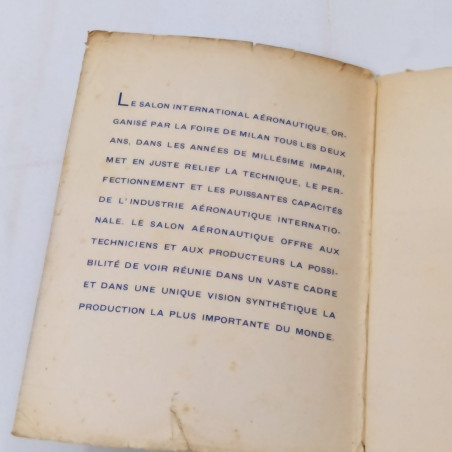 LE SALON INTERNATIONAL AÉRONAUTIQUE, OR-
GANISÉ PAR LA FOIRE DE MILAN TOUS LES DEUX
ANS, DANS LES ANNÉES DE MILLÉSIME IMPAIR,
MET EN JUSTE RELIEF LA TECHNIQUE, LE PER-
FECTIONNEMENT ET LES PUISSANTES CAPACITÉS
DE L'INDUSTRIE AÉRONAUTIQUE INTERNATIO-
NALE. LE SALON AÉRONAUTIQUE OFFRE AUX
TECHNICIENS ET AUX PRODUCTEURS LA POSSI-
BILITÉ DE VOIR RÉUNIE DANS UN VASTE CADRE
ET DANS UNE UNIQUE VISION SYNTHÉTIQUE LA
PRODUCTION LA PLUS IMPORTANTE DU MONDE.